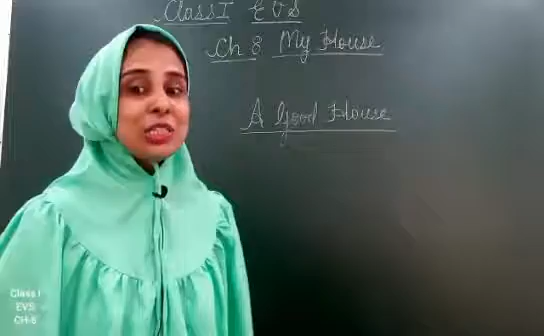 Class I EVS
Ch 8 My House
A Good House
Class I
EVS
CH-8